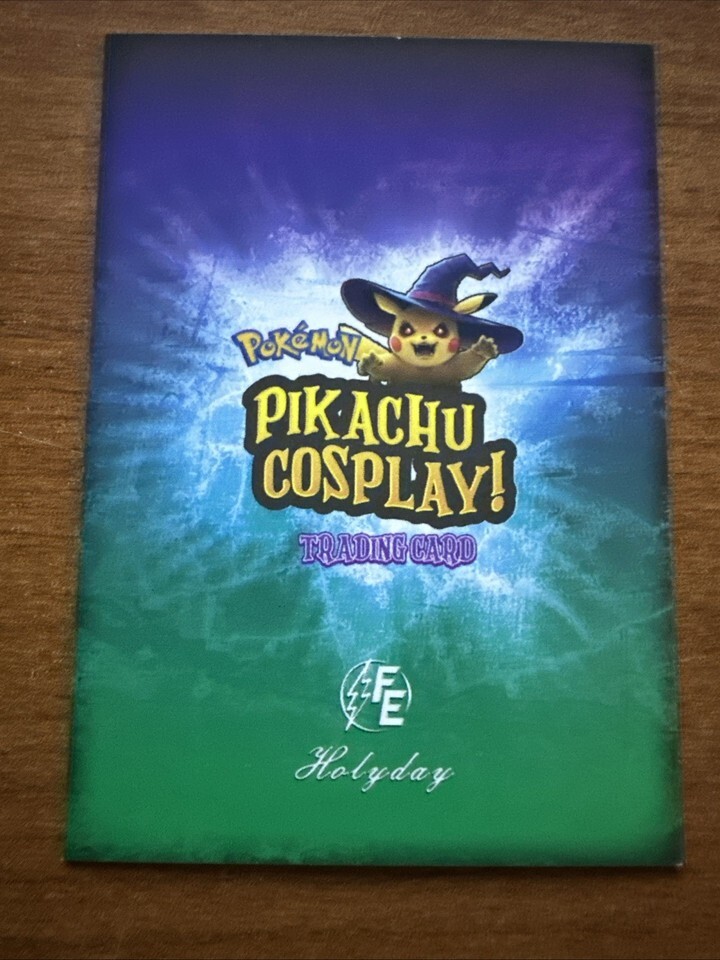 POKéMON
PIKACHU
COSPLAY!
TRADING CARD
FE
Holyday